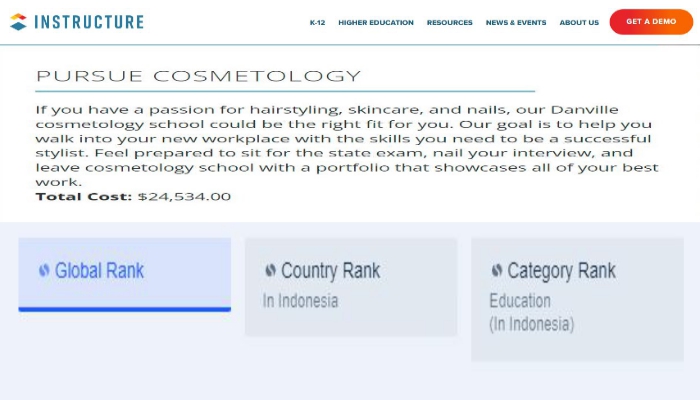 INSTRUCTURE
K-12 HIGHER EDUCATION RESOURCES NEWS & EVENTS ABOUT US GET A DEMO
PURSUE COSMETOLOGY
If you have a passion for hairstyling, skincare, and nails, our Danville
cosmetology school could be the right fit for you. Our goal is to help you
walk into your new workplace with the skills you need to be a successful
stylist. Feel prepared to sit for the state exam, nail your interview, and
leave cosmetology school with a portfolio that showcases all of your best
work.
Total Cost: $24,534.00
Global Rank
Country Rank
In Indonesia
Category Rank
Education
(In Indonesia)